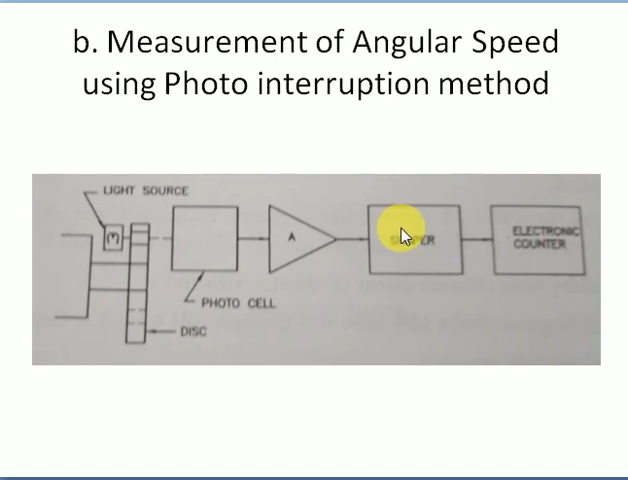 b. Measurement of Angular Speed
using Photo interruption method
LIGHT SOURCE
A
ELECTRONIC
COUNTER
PHOTO CELL
DISC